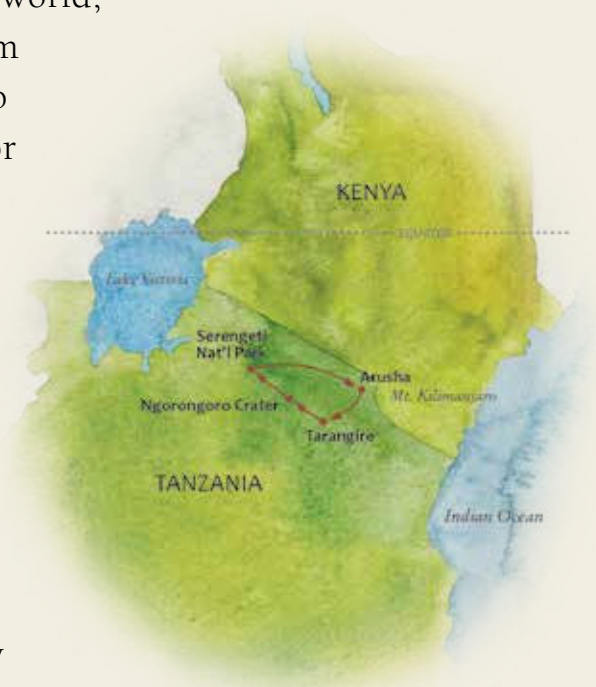 world,
m
o
or
KENYA
EQUATOR
Lake Victoria
Serengeti
Nat'l Park
Arusha
Mt. Kilimanjaro
Ngorongoro Crater
Tarangire
TANZANIA
Indian Ocean
y